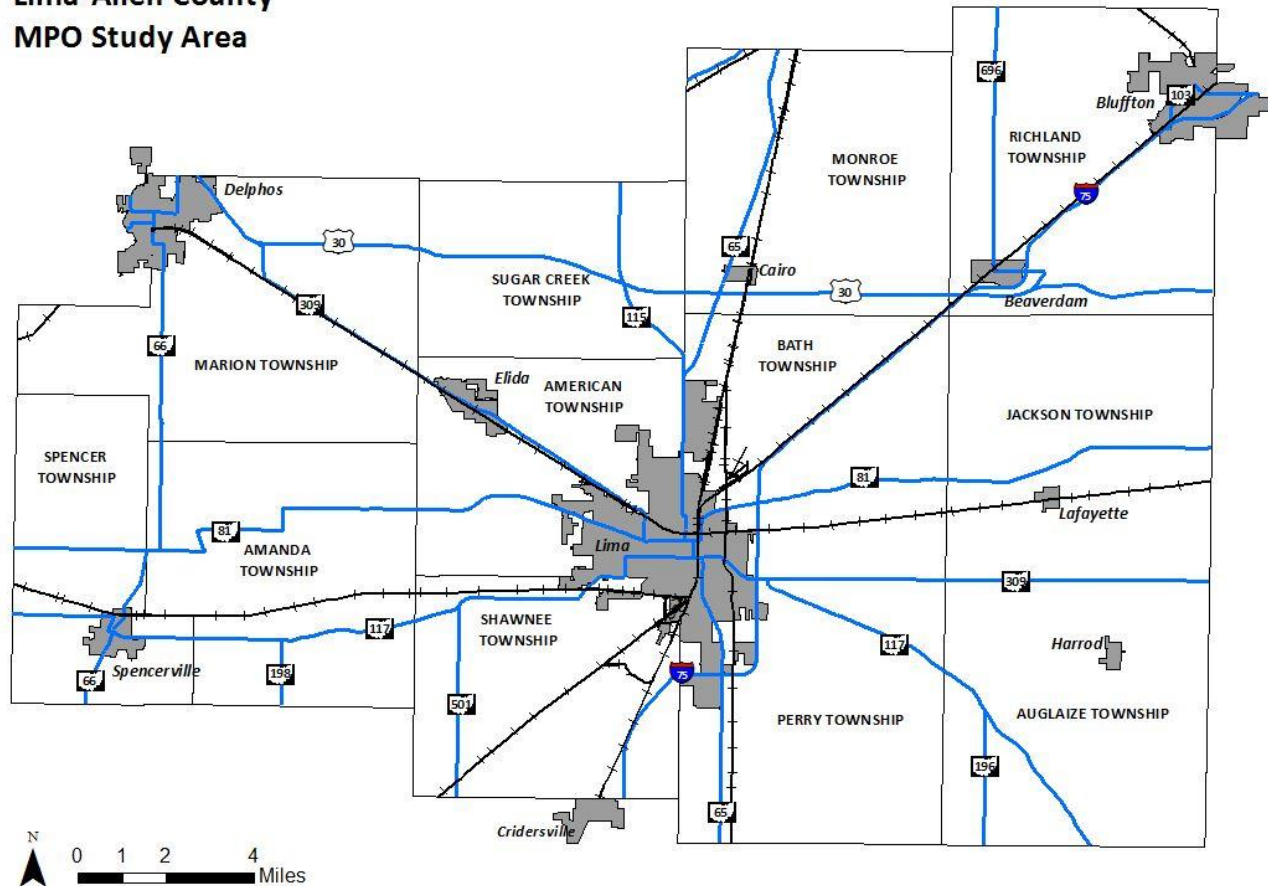 MPO Study Area
696
Bluffton
103
RICHLAND
TOWNSHIP
MONROE
TOWNSHIP
75
Delphos
30
65
Cairo
SUGAR CREEK
TOWNSHIP
30
Beaverdam
309
115
66
MARION TOWNSHIP
BATH
TOWNSHIP
Elida
AMERICAN
TOWNSHIP
JACKSON TOWNSHIP
SPENCER
TOWNSHIP
81
Lafayette
81
AMANDA
TOWNSHIP
Lima
309
SHAWNEE
TOWNSHIP
117
117
Harrod
Spencerville
66
198
75
501
PERRY TOWNSHIP
AUGLAIZE TOWNSHIP
196
65
Cridersville
N
0 1 2 4
Miles